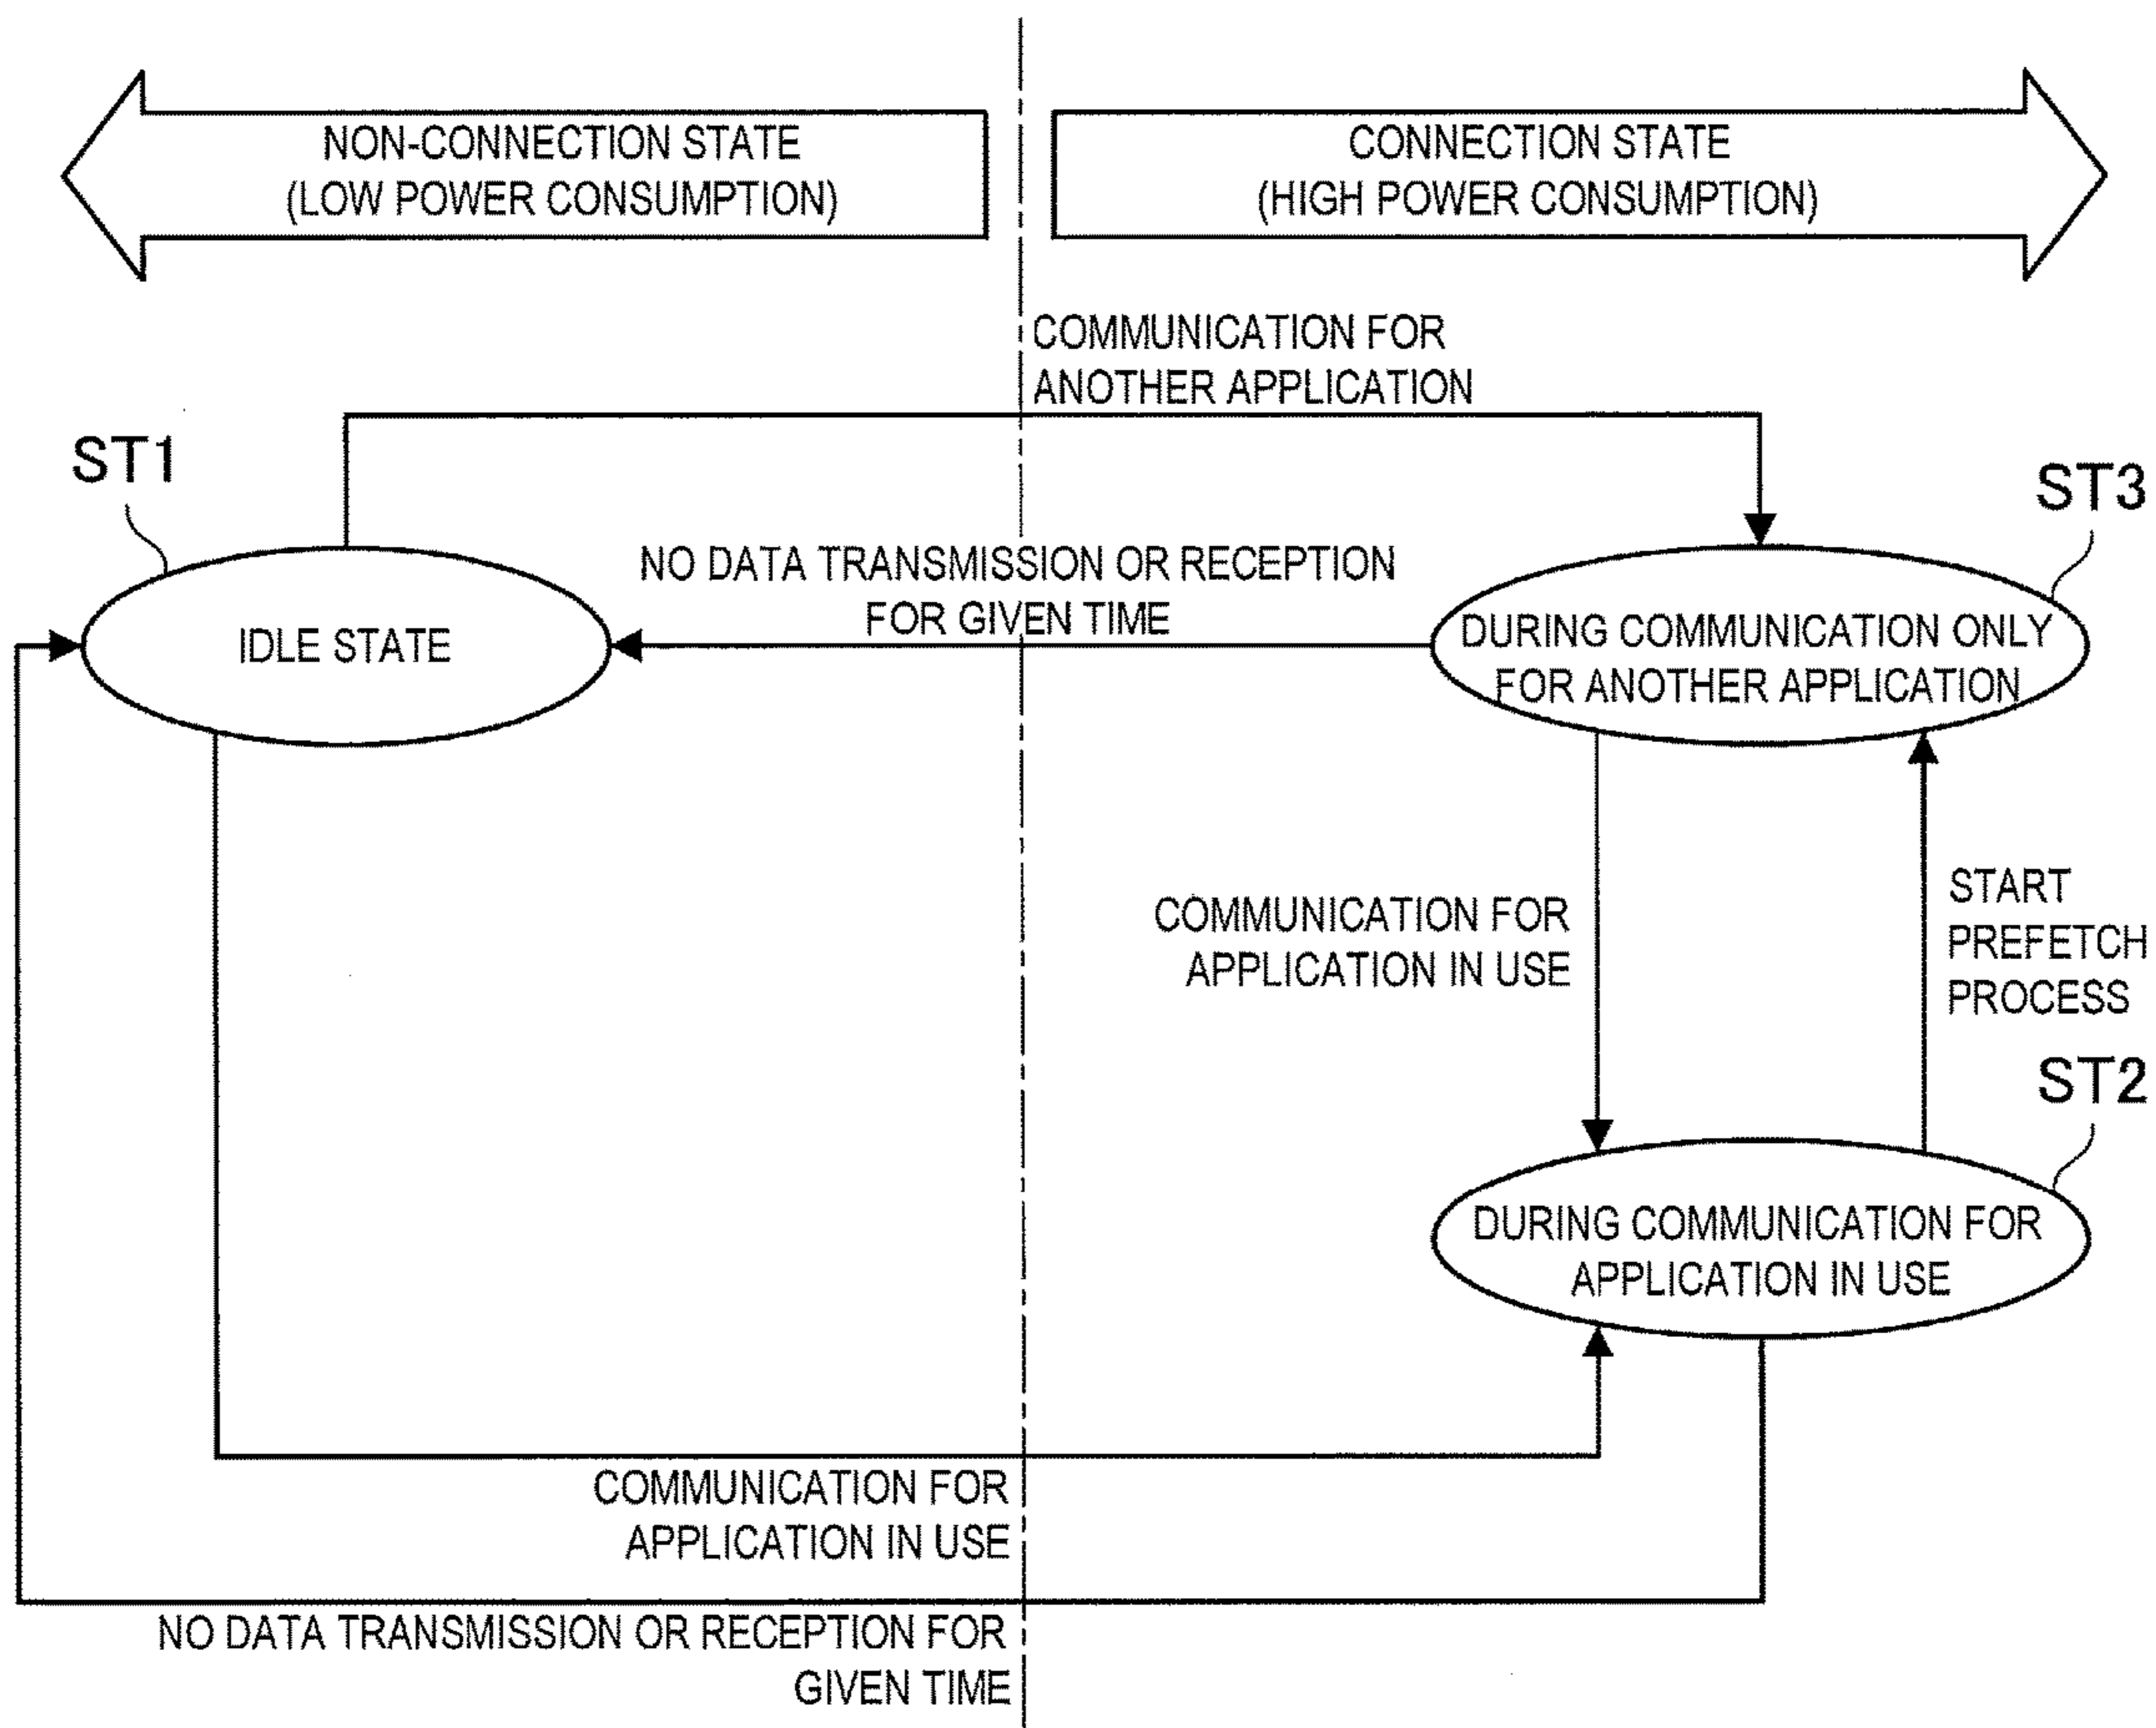 NON-CONNECTION STATE
(LOW POWER CONSUMPTION)
CONNECTION STATE
(HIGH POWER CONSUMPTION)
COMMUNICATION FOR
ANOTHER APPLICATION
ST1
ST3
NO DATA TRANSMISSION OR RECEPTION
FOR GIVEN TIME
IDLE STATE
DURING COMMUNICATION ONLY
FOR ANOTHER APPLICATION
COMMUNICATION FOR
APPLICATION IN USE
START
PREFETCH
PROCESS
ST2
DURING COMMUNICATION FOR
APPLICATION IN USE
COMMUNICATION FOR
APPLICATION IN USE
NO DATA TRANSMISSION OR RECEPTION FOR
GIVEN TIME